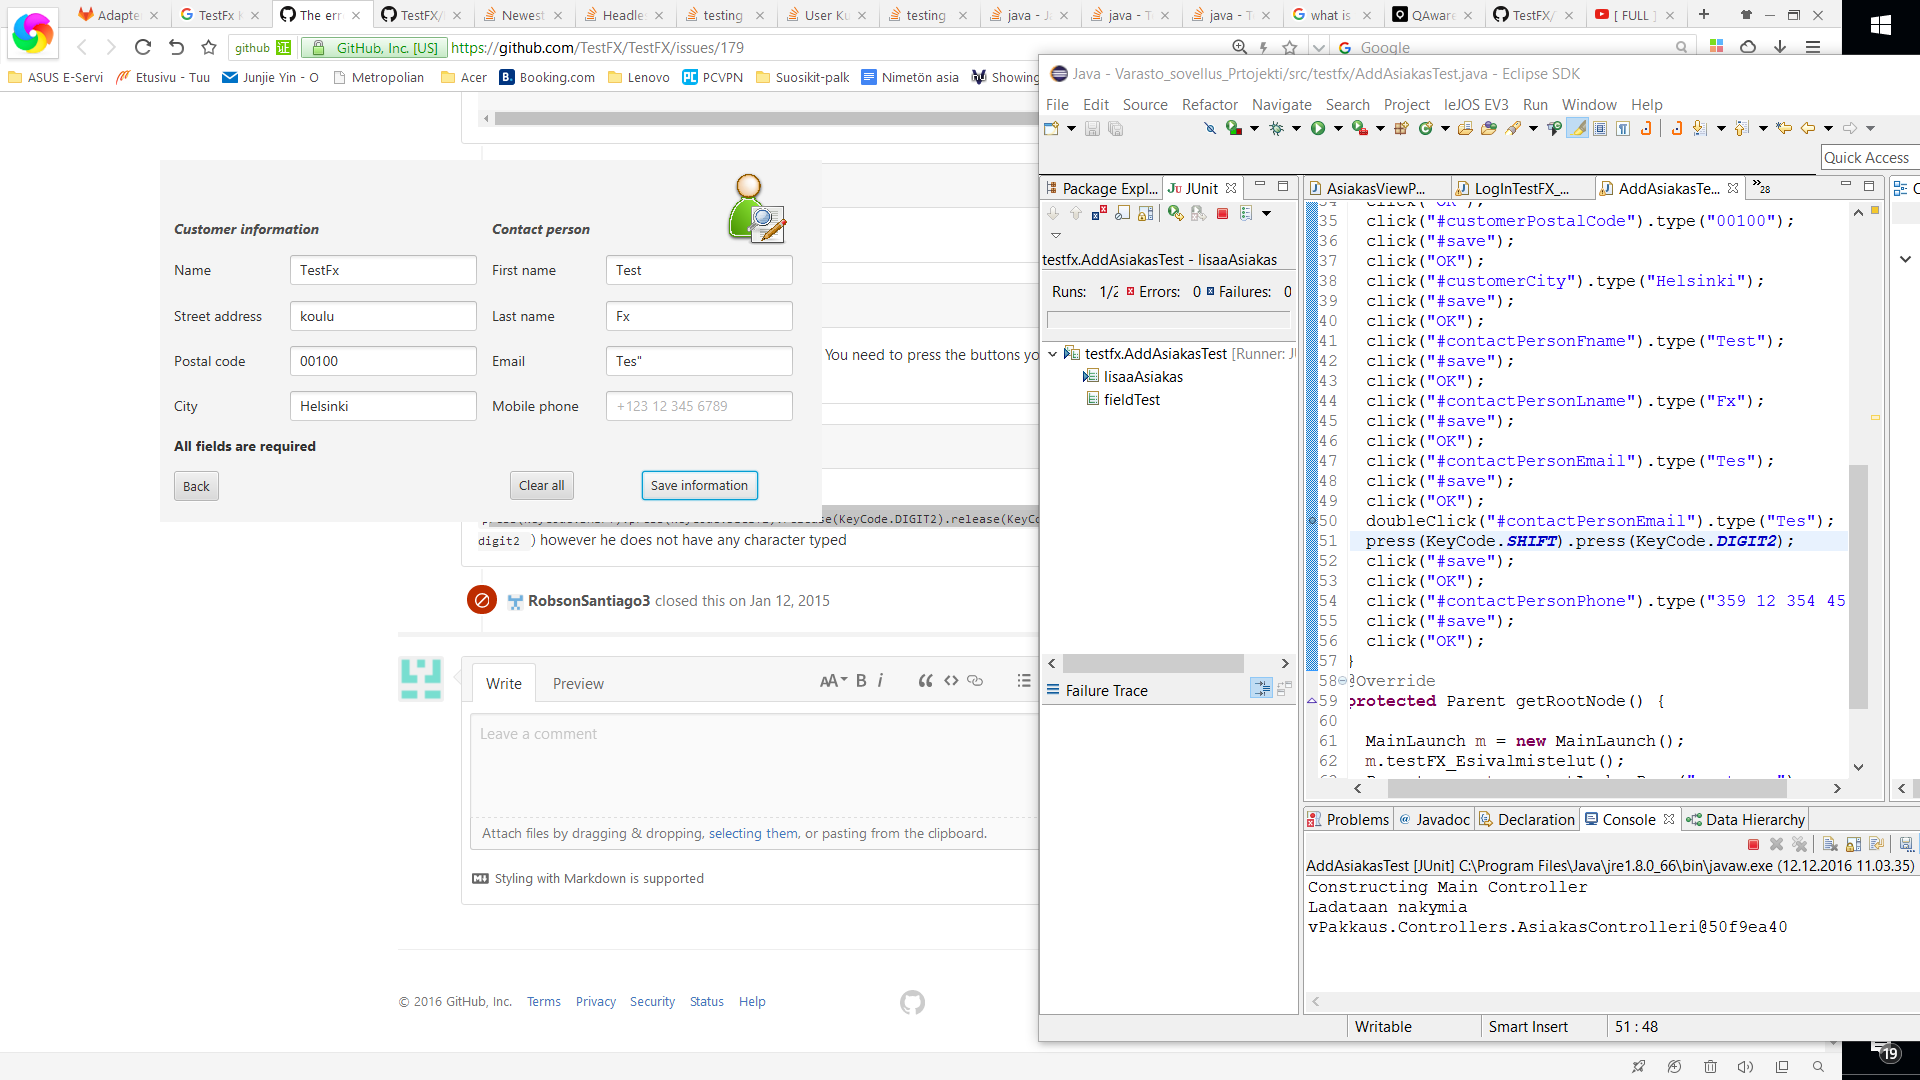 Adapte
TestFx K
The err
TestFX/
Newest
Headles
testing
User Ku
testing
java - J
java - T
java - T
what is
QAware
TestFX/
[ FULL ]
github
GitHub, Inc. [US]
https://github.com/TestFX/TestFX/issues/179
Google
ASUS E-Servi
Etusivu - Tuu
Junjie Yin - O
Metropolian
Acer
Booking.com
Lenovo
PCVPN
Suosikit-palk
Nimetön asia
Showing
Customer information
Contact person
Name
TestFx
First name
Test
Street address
koulu
Last name
Fx
Postal code
00100
Email
Tes"
City
Helsinki
Mobile phone
+123 12 345 6789
All fields are required
Back
Clear all
Save information
You need to press the buttons yo
(KeyCode.DIGIT2).release(KeyCo
digit2 ) however he does not have any character typed
RobsonSantiago3 closed this on Jan 12, 2015
Write
Preview
AA B i
Leave a comment
Attach files by dragging & dropping, selecting them, or pasting from the clipboard.
Styling with Markdown is supported
© 2016 GitHub, Inc. Terms Privacy Security Status Help
Java - Varasto_sovellus_Prtojekti/src/testfx/AddAsiakasTest.java - Eclipse SDK
File Edit Source Refactor Navigate Search Project leJOS EV3 Run Window Help
Quick Access
Package Expl...
JUnit
testfx.AddAsiakasTest - lisaaAsiakas
Runs: 1/2 Errors: 0 Failures: 0
testfx.AddAsiakasTest [Runner: JU
lisaaAsiakas
fieldTest
Failure Trace
AsiakasViewP...
LogInTestFX_...
AddAsiakasTe...
»28
34 click("OK");
35 click("#customerPostalCode").type("00100");
36 click("#save");
37 click("OK");
38 click("#customerCity").type("Helsinki");
39 click("#save");
40 click("OK");
41 click("#contactPersonFname").type("Test");
42 click("#save");
43 click("OK");
44 click("#contactPersonLname").type("Fx");
45 click("#save");
46 click("OK");
47 click("#contactPersonEmail").type("Tes");
48 click("#save");
49 click("OK");
50 doubleClick("#contactPersonEmail").type("Tes");
51 press(KeyCode.SHIFT).press(KeyCode.DIGIT2);
52 click("#save");
53 click("OK");
54 click("#contactPersonPhone").type("359 12 354 45
55 click("#save");
56 click("OK");
57 }
58 @Override
59 protected Parent getRootNode() {
60
61 MainLaunch m = new MainLaunch();
62 m.testFX_Esivalmistelut();
Problems
Javadoc
Declaration
Console
Data Hierarchy
AddAsiakasTest [JUnit] C:\Program Files\Java\jre1.8.0_66\bin\javaw.exe (12.12.2016 11.03.35)
Constructing Main Controller
Ladataan nakymia
vPakkaus.Controllers.AsiakasControlleri@50f9ea40
Writable
Smart Insert
51 : 48
19